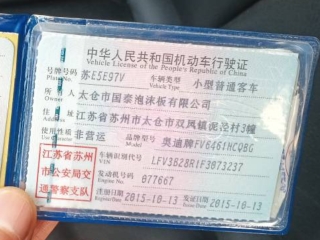 中华人民共和国机动车行驶证
Vehicle License of the People's Republic of China
号牌号码 苏E5E97V 车辆类型 小型普通客车
Plate No. Vehicle Type
所有人 太仓市国泰泡沫板有限公司
Owner
住址 江苏省苏州市太仓市双凤镇泥泾村3幢
Address
使用性质 非营运 品牌型号 奥迪牌FV6461HCQBG
Use Character Model
江苏省苏州
市公安局交
通警察支队
车辆识别代号 LFV3B28R1F3073237
VIN
发动机号码 077667
Engine No.
注册日期 2015-10-13 发证日期 2015-10-13
Register Date Issue Date